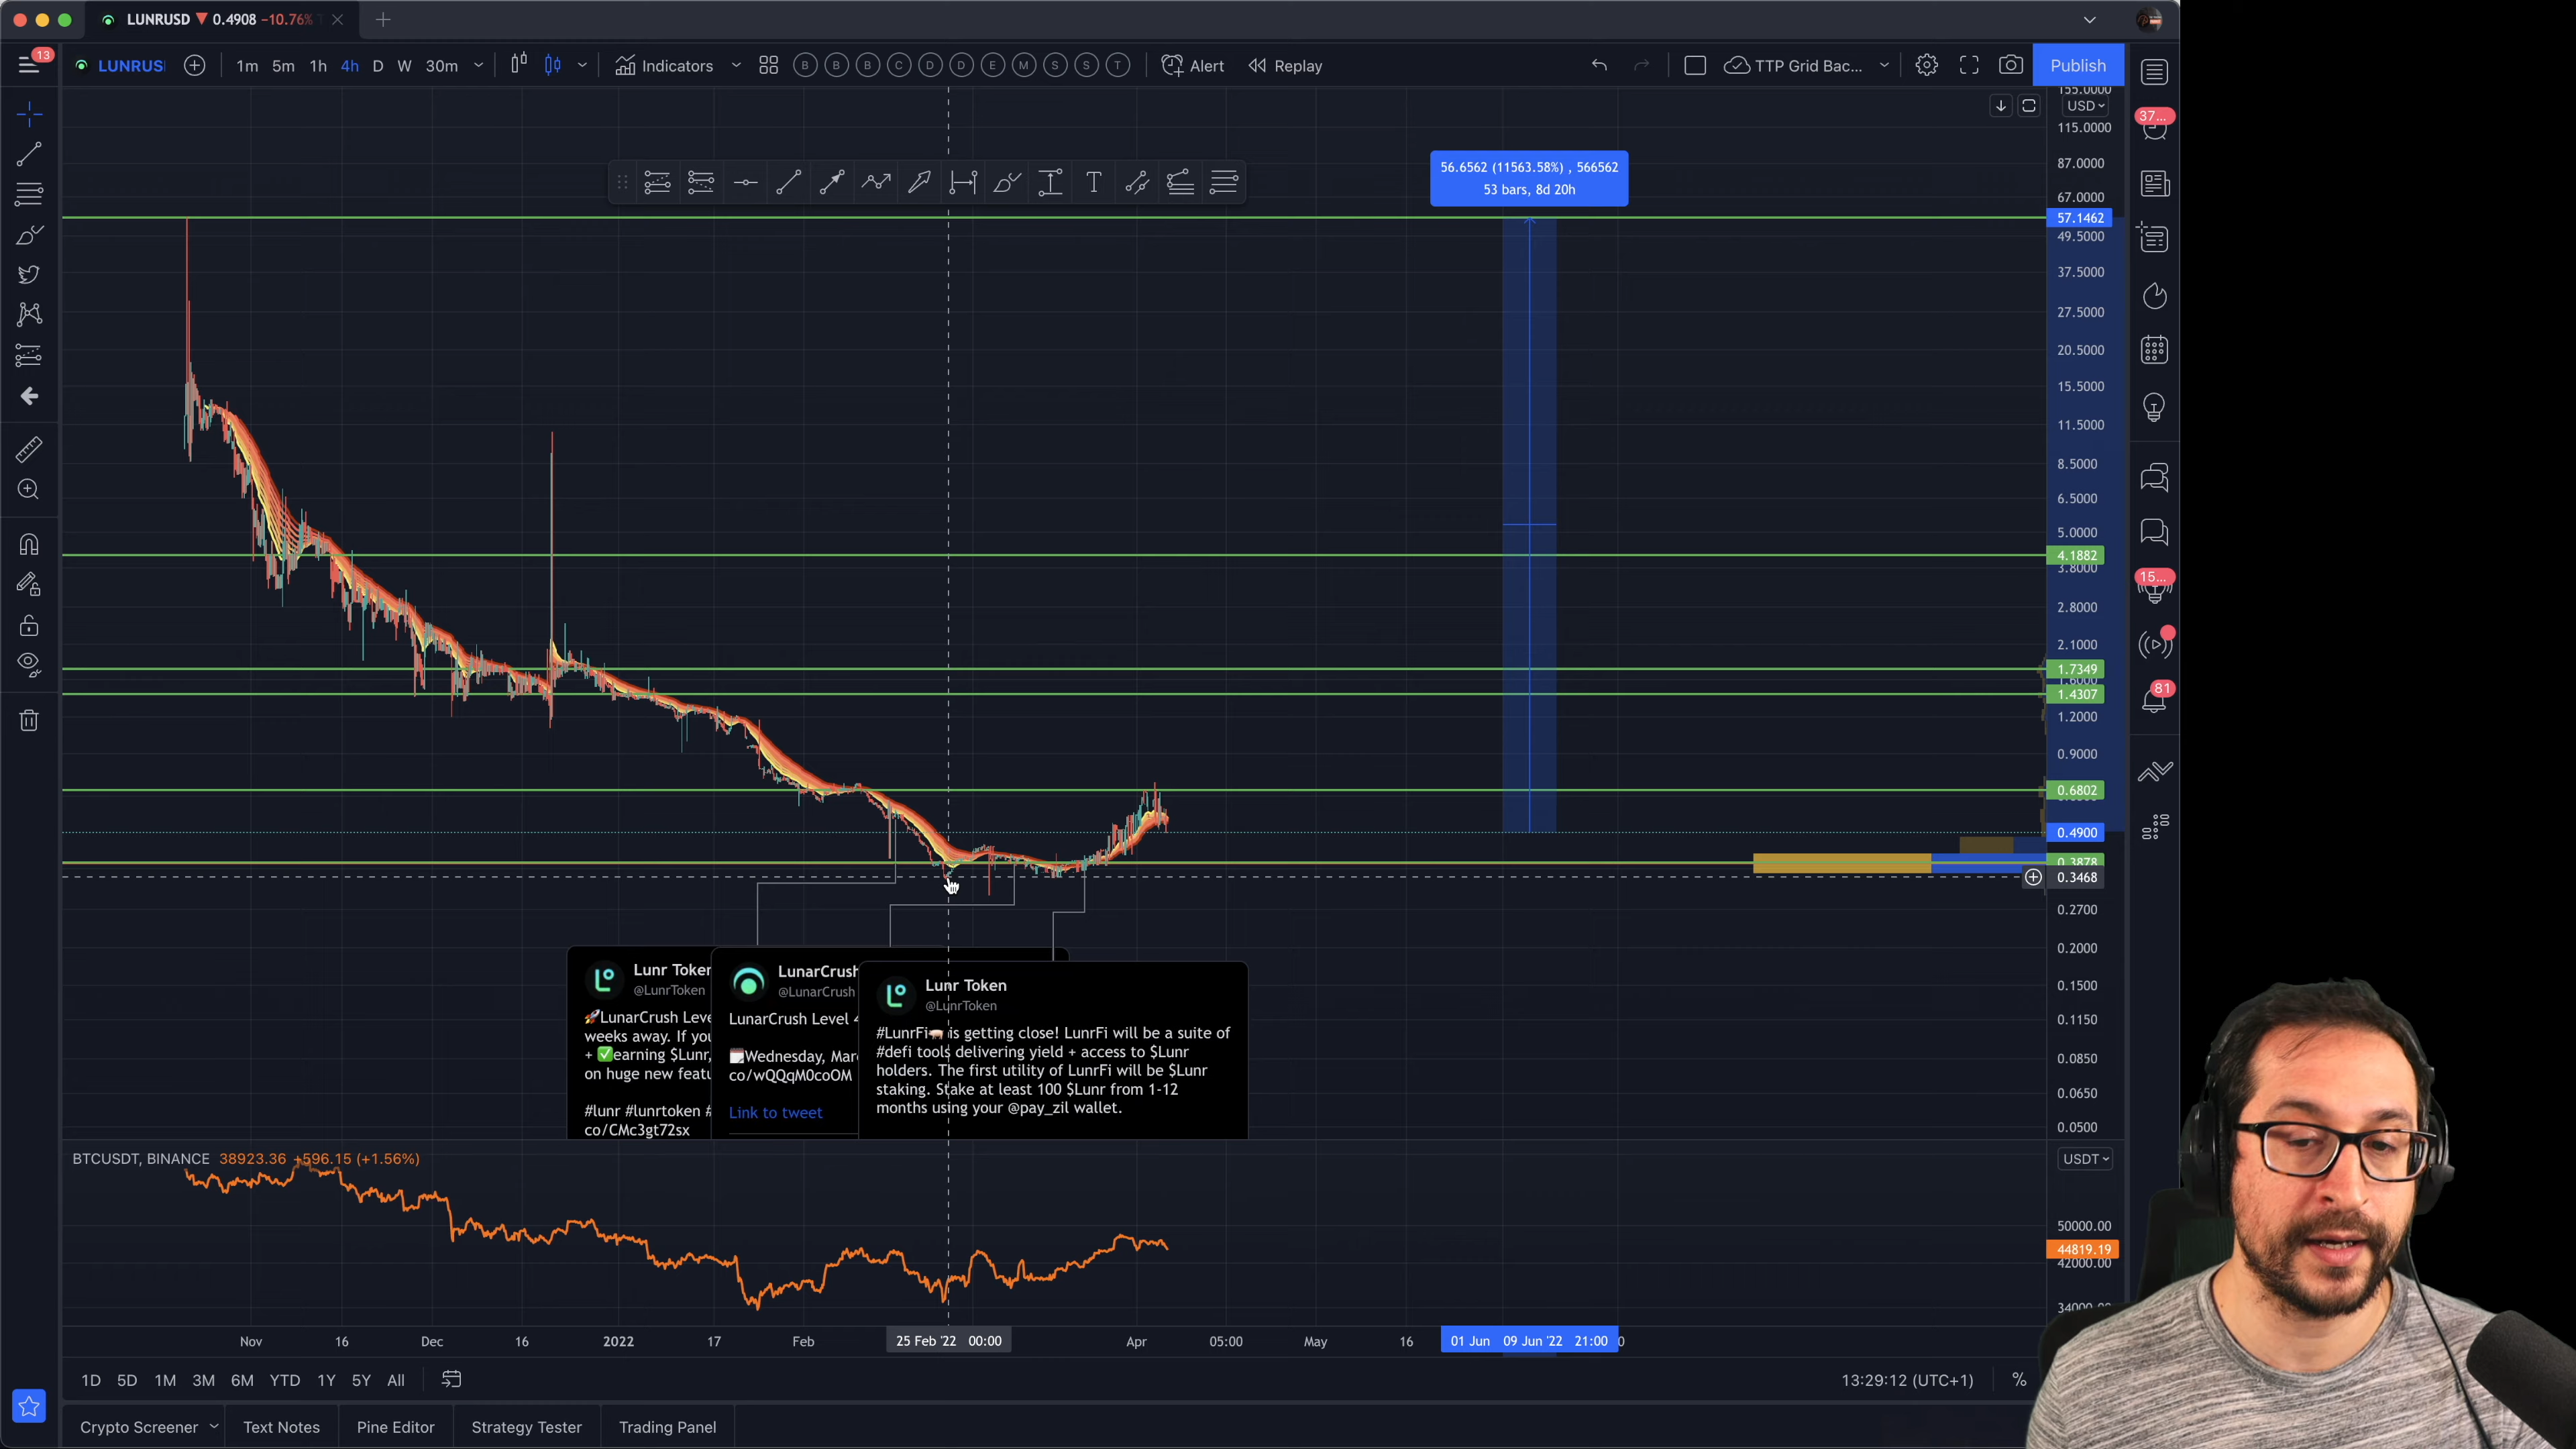 LUNRUSD ▼ 0.4908 −10.76%
13
LUNRUS
1m 5m 1h 4h D W 30m
Indicators
B B B C D D E M S S T
Alert
Replay
TTP Grid Bac...
Publish
155.0000
USD
115.0000
87.0000
67.0000
57.1462
49.5000
37.5000
27.5000
20.5000
15.5000
11.5000
8.5000
6.5000
5.0000
4.1882
3.8000
2.8000
2.1000
1.7349
1.6000
1.4307
1.2000
0.9000
0.6802
0.4900
0.3878
0.3468
0.2700
0.2000
0.1500
0.1150
0.0850
0.0650
0.0500
37...
15...
81
56.6562 (11563.58%) , 566562
53 bars, 8d 20h
Lunr Token
@LunrToken
🚀LunarCrush Leve
weeks away. If you
+ ✅earning $Lunr,
on huge new featu
#lunr #lunrtoken #
co/CMc3gt72sx
LunarCrush
@LunarCrush
LunarCrush Level 4
Wednesday, Mar
co/wQQqM0coOM
Link to tweet
Lunr Token
@LunrToken
#LunrFi is getting close! LunrFi will be a suite of
#defi tools delivering yield + access to $Lunr
holders. The first utility of LunrFi will be $Lunr
staking. Stake at least 100 $Lunr from 1-12
months using your @pay_zil wallet.
BTCUSDT, BINANCE 38923.36 +596.15 (+1.56%)
USDT
50000.00
44819.19
42000.00
34000.00
Nov 16 Dec 16 2022 17 Feb 25 Feb '22 00:00 Apr 05:00 May 16 01 Jun 09 Jun '22 21:00 0
1D 5D 1M 3M 6M YTD 1Y 5Y All
13:29:12 (UTC+1)
%
Crypto Screener Text Notes Pine Editor Strategy Tester Trading Panel